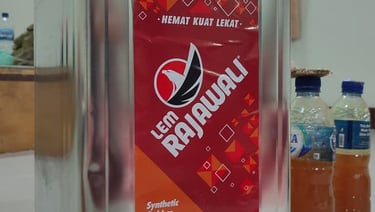 ·HEMAT KUAT LEKAT·
LEM
RAJAWALI
Synthetic